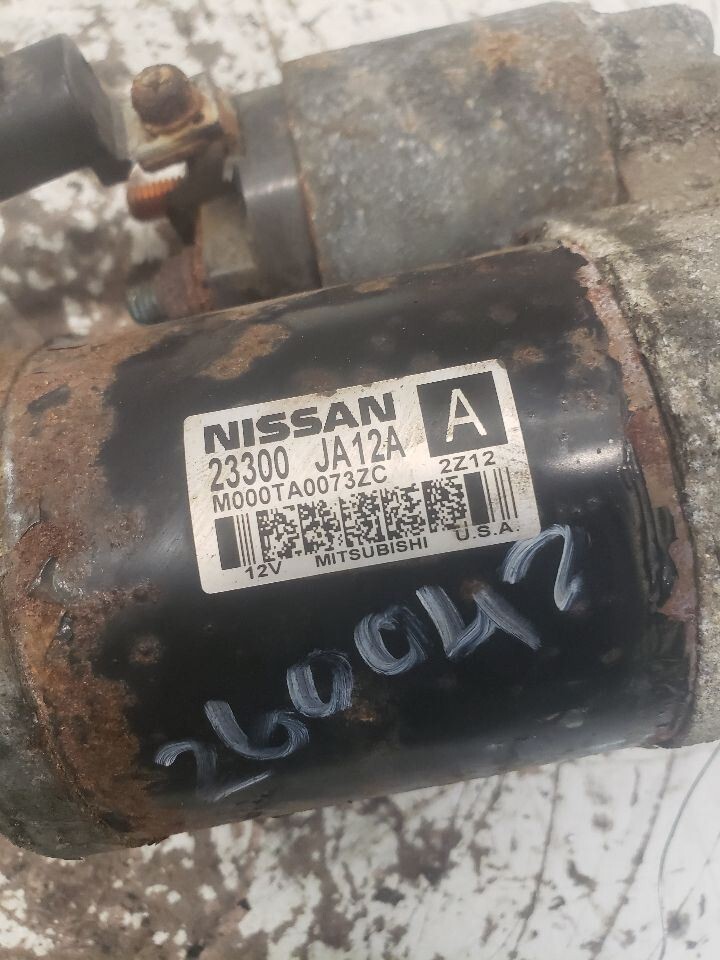 NISSAN A
23300 JA12A
M000TA0073ZC 2Z12
12V MITSUBISHI U.S.A.
260042